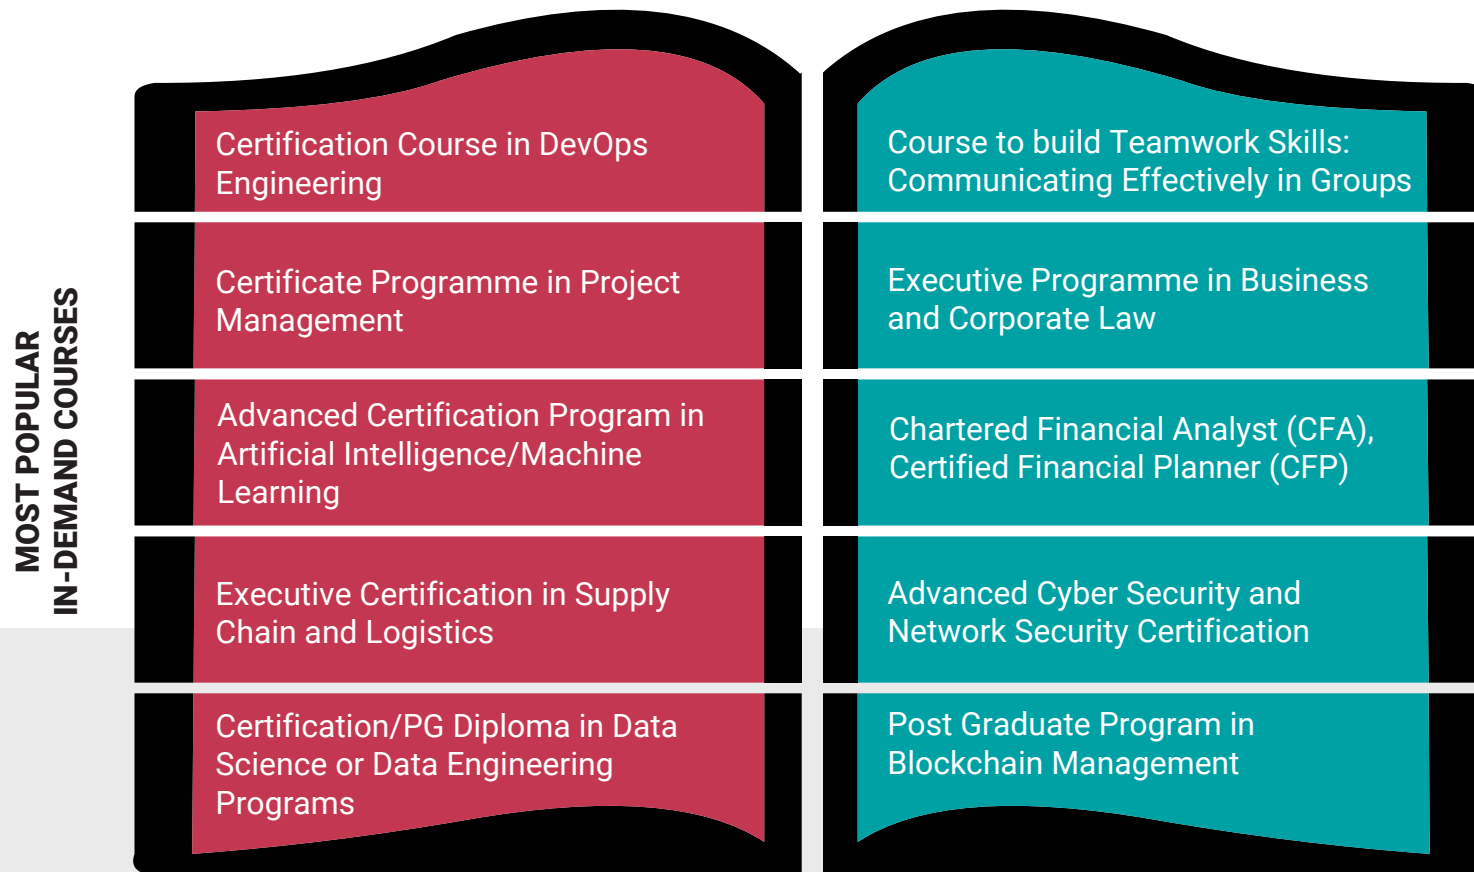 MOST POPULAR
IN-DEMAND COURSES
Certification Course in DevOps
Engineering
Certificate Programme in Project
Management
Advanced Certification Program in
Artificial Intelligence/Machine
Learning
Executive Certification in Supply
Chain and Logistics
Certification/PG Diploma in Data
Science or Data Engineering
Programs
Course to build Teamwork Skills:
Communicating Effectively in Groups
Executive Programme in Business
and Corporate Law
Chartered Financial Analyst (CFA),
Certified Financial Planner (CFP)
Advanced Cyber Security and
Network Security Certification
Post Graduate Program in
Blockchain Management